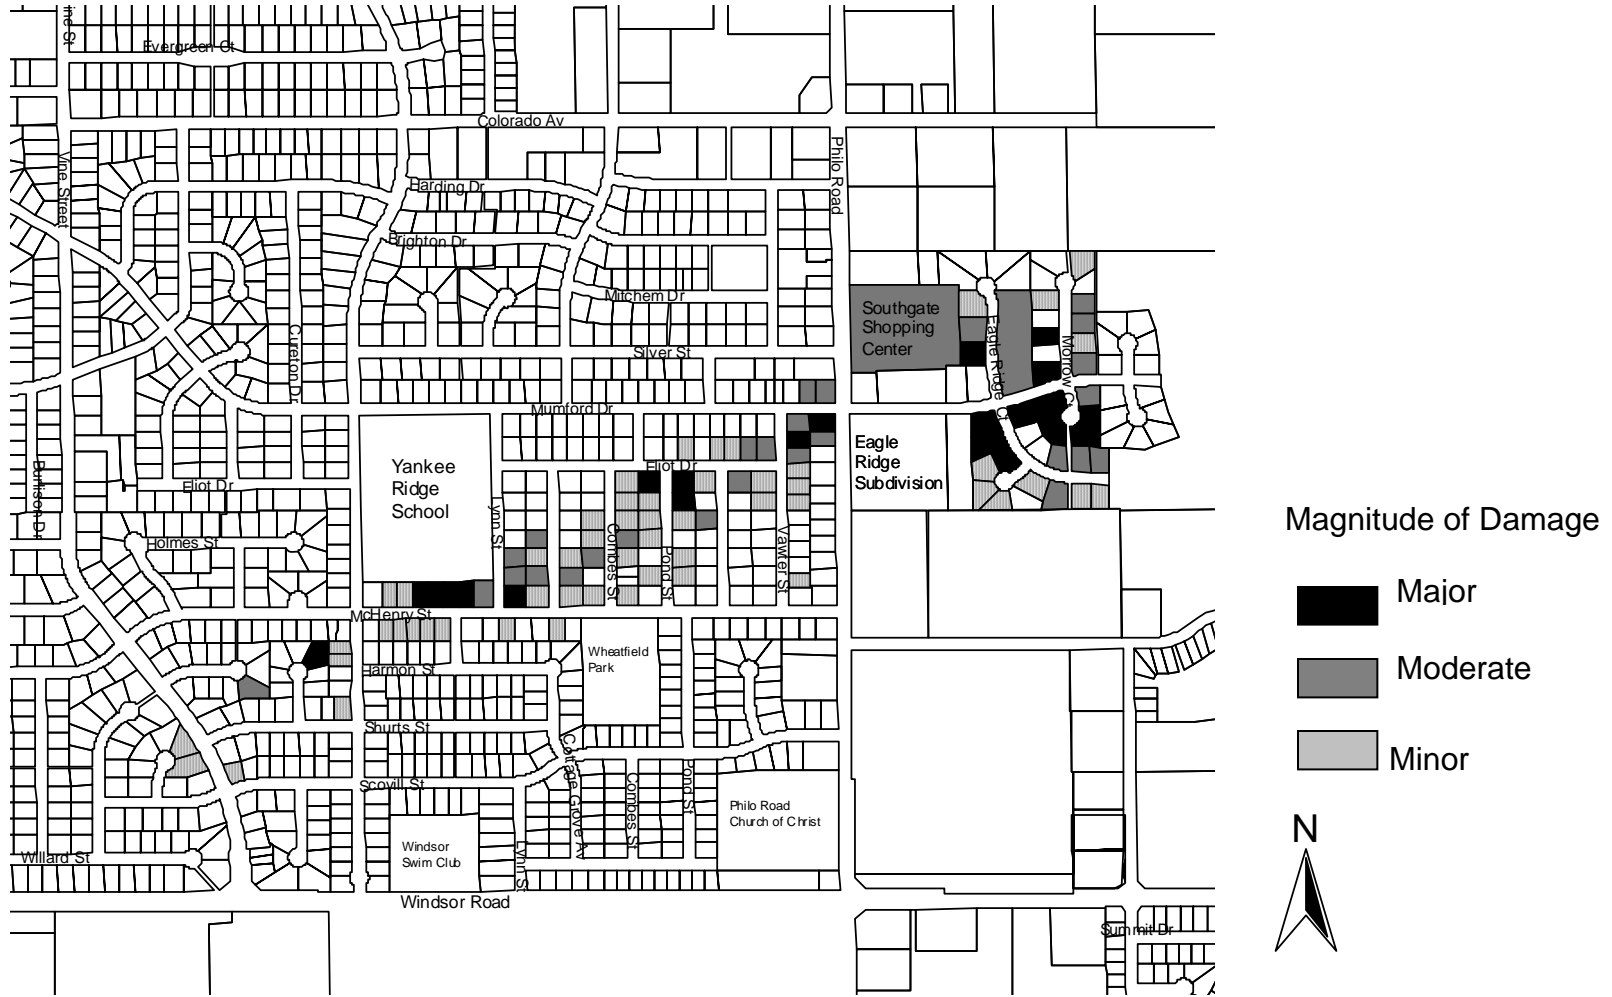 ine St
Evergreen Ct
Colorado Av
Vine Street
Philo Road
Harding Dr
Brighton Dr
Mitchem Dr
Cureton Dr
Silver St
Southgate
Shopping
Center
Eagle Ridge Ct
Morrow Ct
Mumford Dr
Eagle
Ridge
Subdivision
Yankee
Ridge
School
Eliot Dr
Burlison Dr
Eliot Dr
Lynn St
Combes St
Pond St
Vawter St
Holmes St
Magnitude of Damage
Major
Moderate
Minor
N
McHenry St
Harmon St
Wheatfield
Park
Shurts St
Cottage Grove Av
Scovill St
Combes St
Pond St
Philo Road
Church of Christ
Windsor
Swim Club
Lynn St
Willard St
Windsor Road
Summit Dr